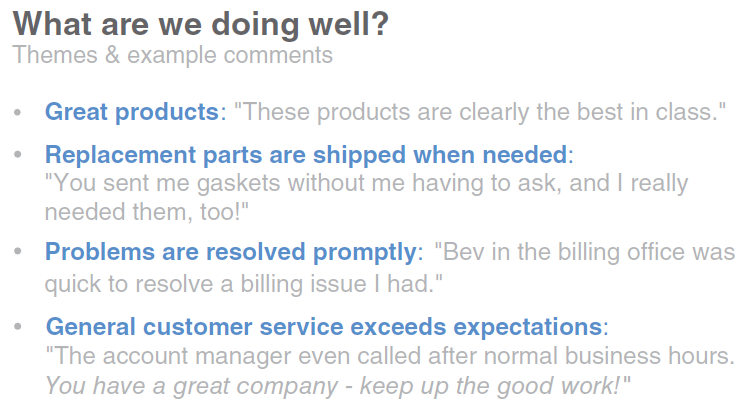 What are we doing well?
Themes & example comments
• Great products: "These products are clearly the best in class."
• Replacement parts are shipped when needed:
"You sent me gaskets without me having to ask, and I really
needed them, too!"
• Problems are resolved promptly: "Bev in the billing office was
quick to resolve a billing issue I had."
• General customer service exceeds expectations:
"The account manager even called after normal business hours.
You have a great company - keep up the good work!"